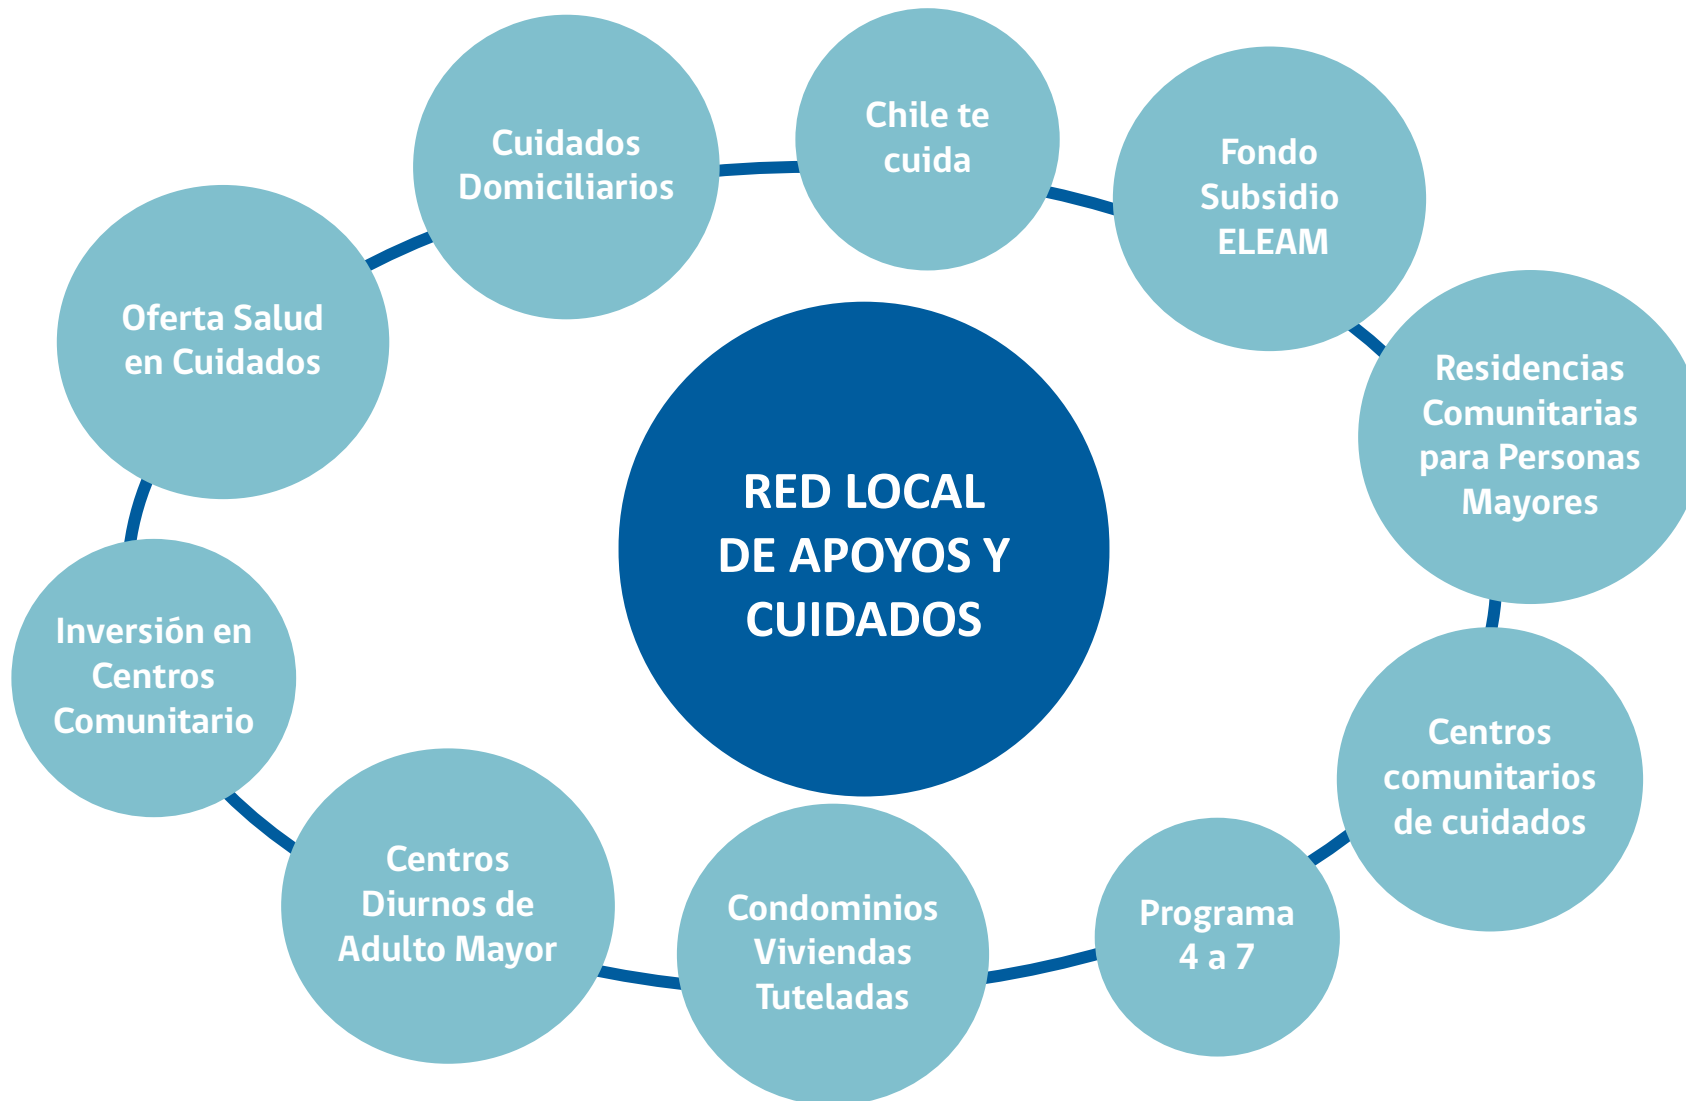 Chile te
cuida
Cuidados
Domiciliarios
Fondo
Subsidio
ELEAM
Oferta Salud
en Cuidados
Residencias
Comunitarias
para Personas
Mayores
RED LOCAL
DE APOYOS Y
CUIDADOS
Inversión en
Centros
Comunitario
Centros
comunitarios
de cuidados
Centros
Diurnos de
Adulto Mayor
Condominios
Viviendas
Tuteladas
Programa
4 a 7